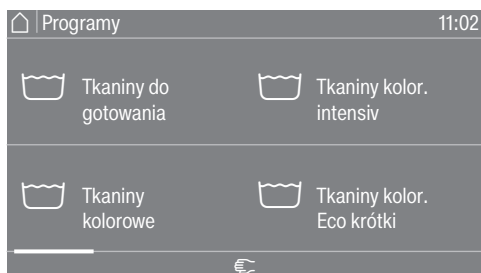 Programy 11:02
Tkaniny do
gotowania
Tkaniny kolor.
intensiv
Tkaniny
kolorowe
Tkaniny kolor.
Eco krótki